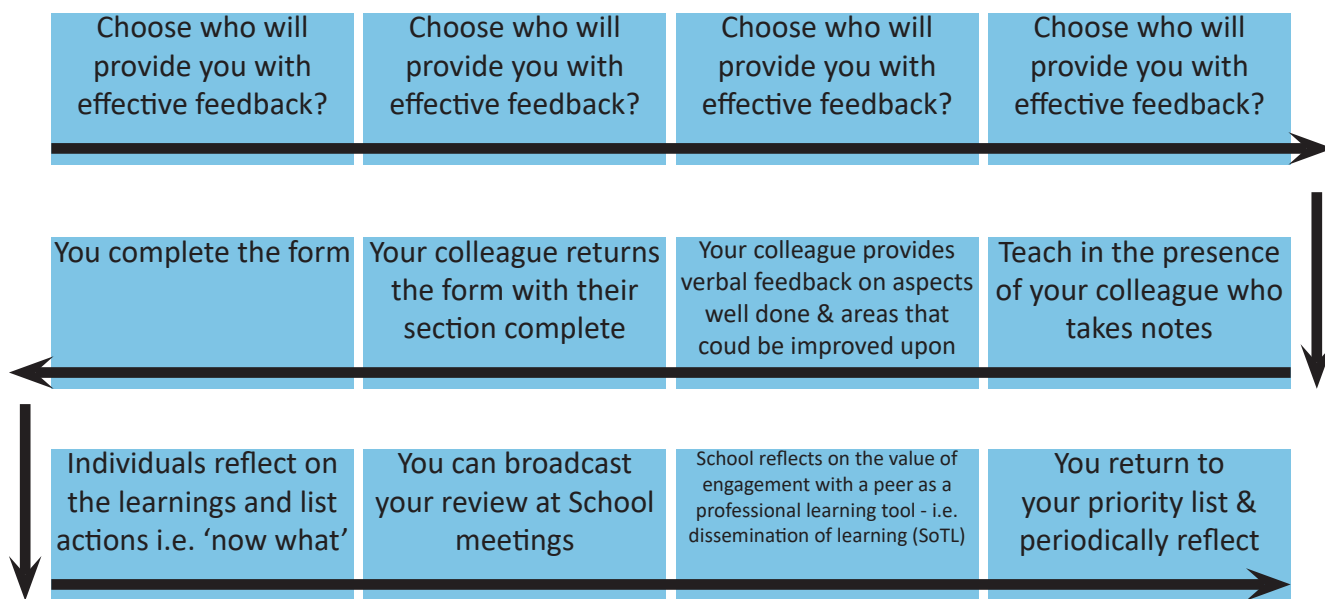 Choose who will
provide you with
effective feedback?
Choose who will
provide you with
effective feedback?
Choose who will
provide you with
effective feedback?
Choose who will
provide you with
effective feedback?
You complete the form
Your colleague returns
the form with their
section complete
Your colleague provides
verbal feedback on aspects
well done & areas that
coud be improved upon
Teach in the presence
of your colleague who
takes notes
Individuals reflect on
the learnings and list
actions i.e. ‘now what’
You can broadcast
your review at School
meetings
School reflects on the value of
engagement with a peer as a
professional learning tool - i.e.
dissemination of learning (SoTL)
You return to
your priority list &
periodically reflect